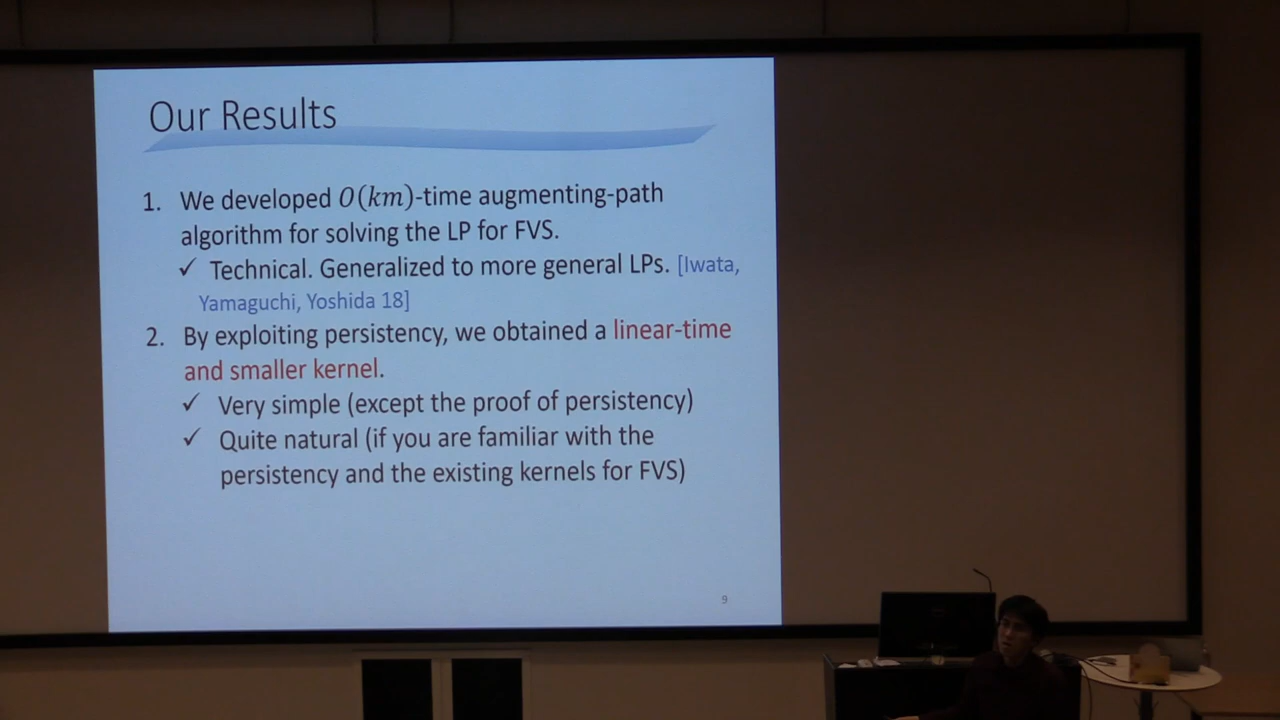 Our Results
1. We developed O(km)-time augmenting-path
algorithm for solving the LP for FVS.
✓ Technical. Generalized to more general LPs. [Iwata,
Yamaguchi, Yoshida 18]
2. By exploiting persistency, we obtained a linear-time
and smaller kernel.
✓ Very simple (except the proof of persistency)
✓ Quite natural (if you are familiar with the
persistency and the existing kernels for FVS)
9